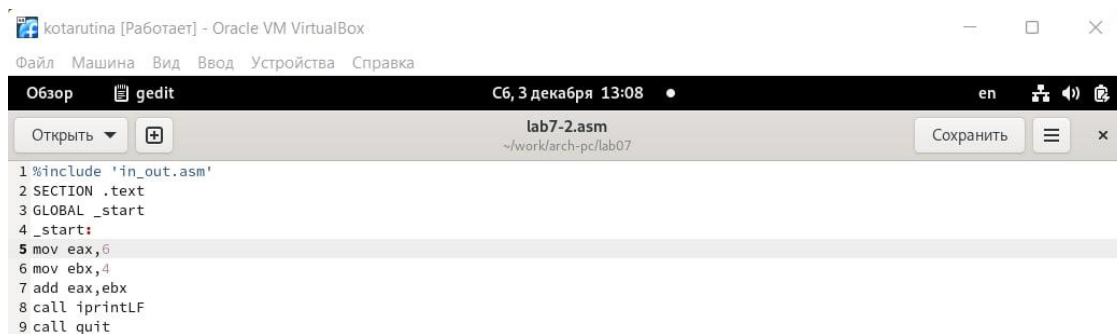 kotarutina [Работает] - Oracle VM VirtualBox
Файл Машина Вид Ввод Устройства Справка
Обзор gedit Сб, 3 декабря 13:08 en
Открыть lab7-2.asm Сохранить
~/work/arch-pc/lab07
1 %include 'in_out.asm'
2 SECTION .text
3 GLOBAL _start
4 _start:
5 mov eax,6
6 mov ebx,4
7 add eax,ebx
8 call iprintLF
9 call quit